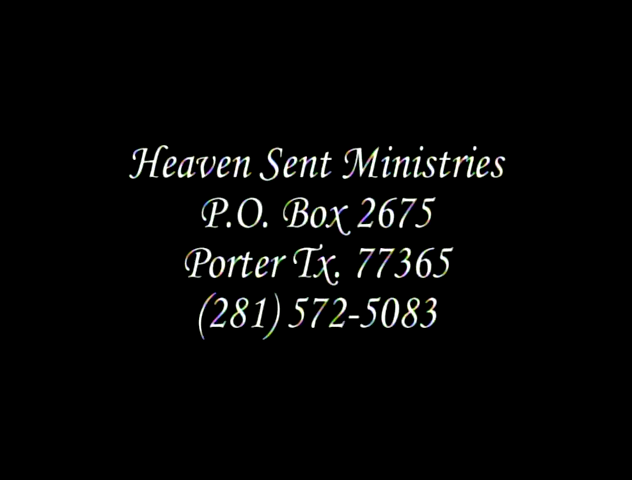 Heaven Sent Ministries
P.O. Box 2675
Porter Tx. 77365
(281) 572-5083